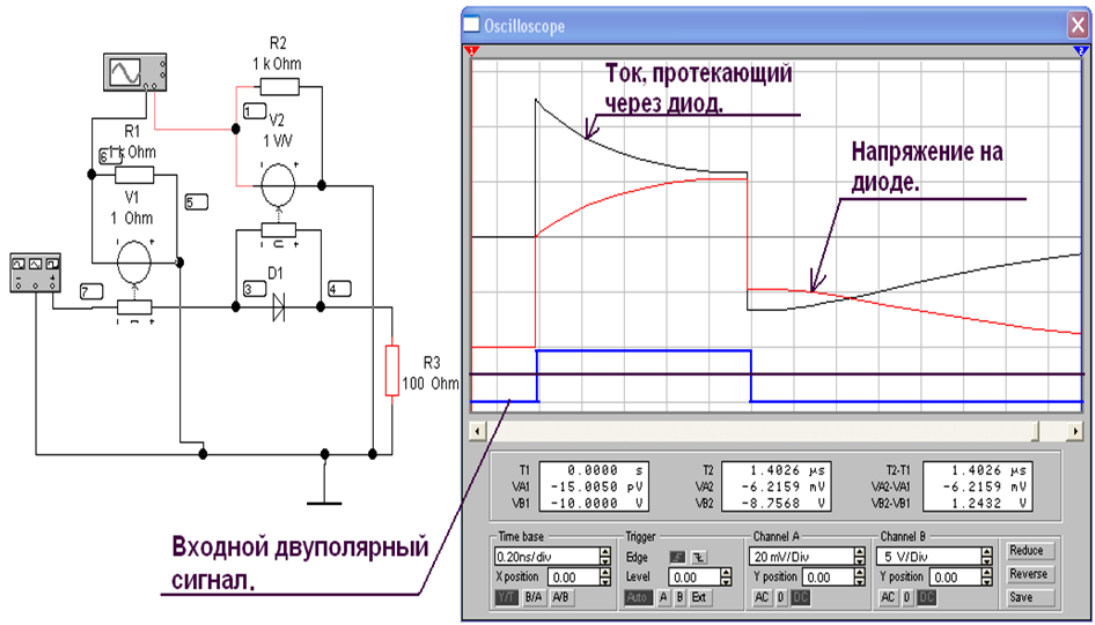 R2
1 k Ohm
1
V2
1 V/V
R1
1 k Ohm
6
5
V1
1 Ohm
7
3
D1
4
R3
100 Ohm
Входной двуполярный
сигнал.
Oscilloscope
1
2
Ток, протекающий
через диод.
Напряжение на
диоде.
T1 0.0000 s
VA1 -15.0050 pV
VB1 -10.0000 V
T2 1.4026 µs
VA2 -6.2159 mV
VB2 -8.7568 V
T2-T1 1.4026 µs
VA2-VA1 -6.2159 mV
VB2-VB1 1.2432 V
Time base
0.20ns/div
X position 0.00
Y/T B/A A/B
Trigger
Edge
Level 0.00
Auto A B Ext
Channel A
20 mV/Div
Y position 0.00
AC 0 DC
Channel B
5 V/Div
Y position 0.00
AC 0 DC
Reduce
Reverse
Save